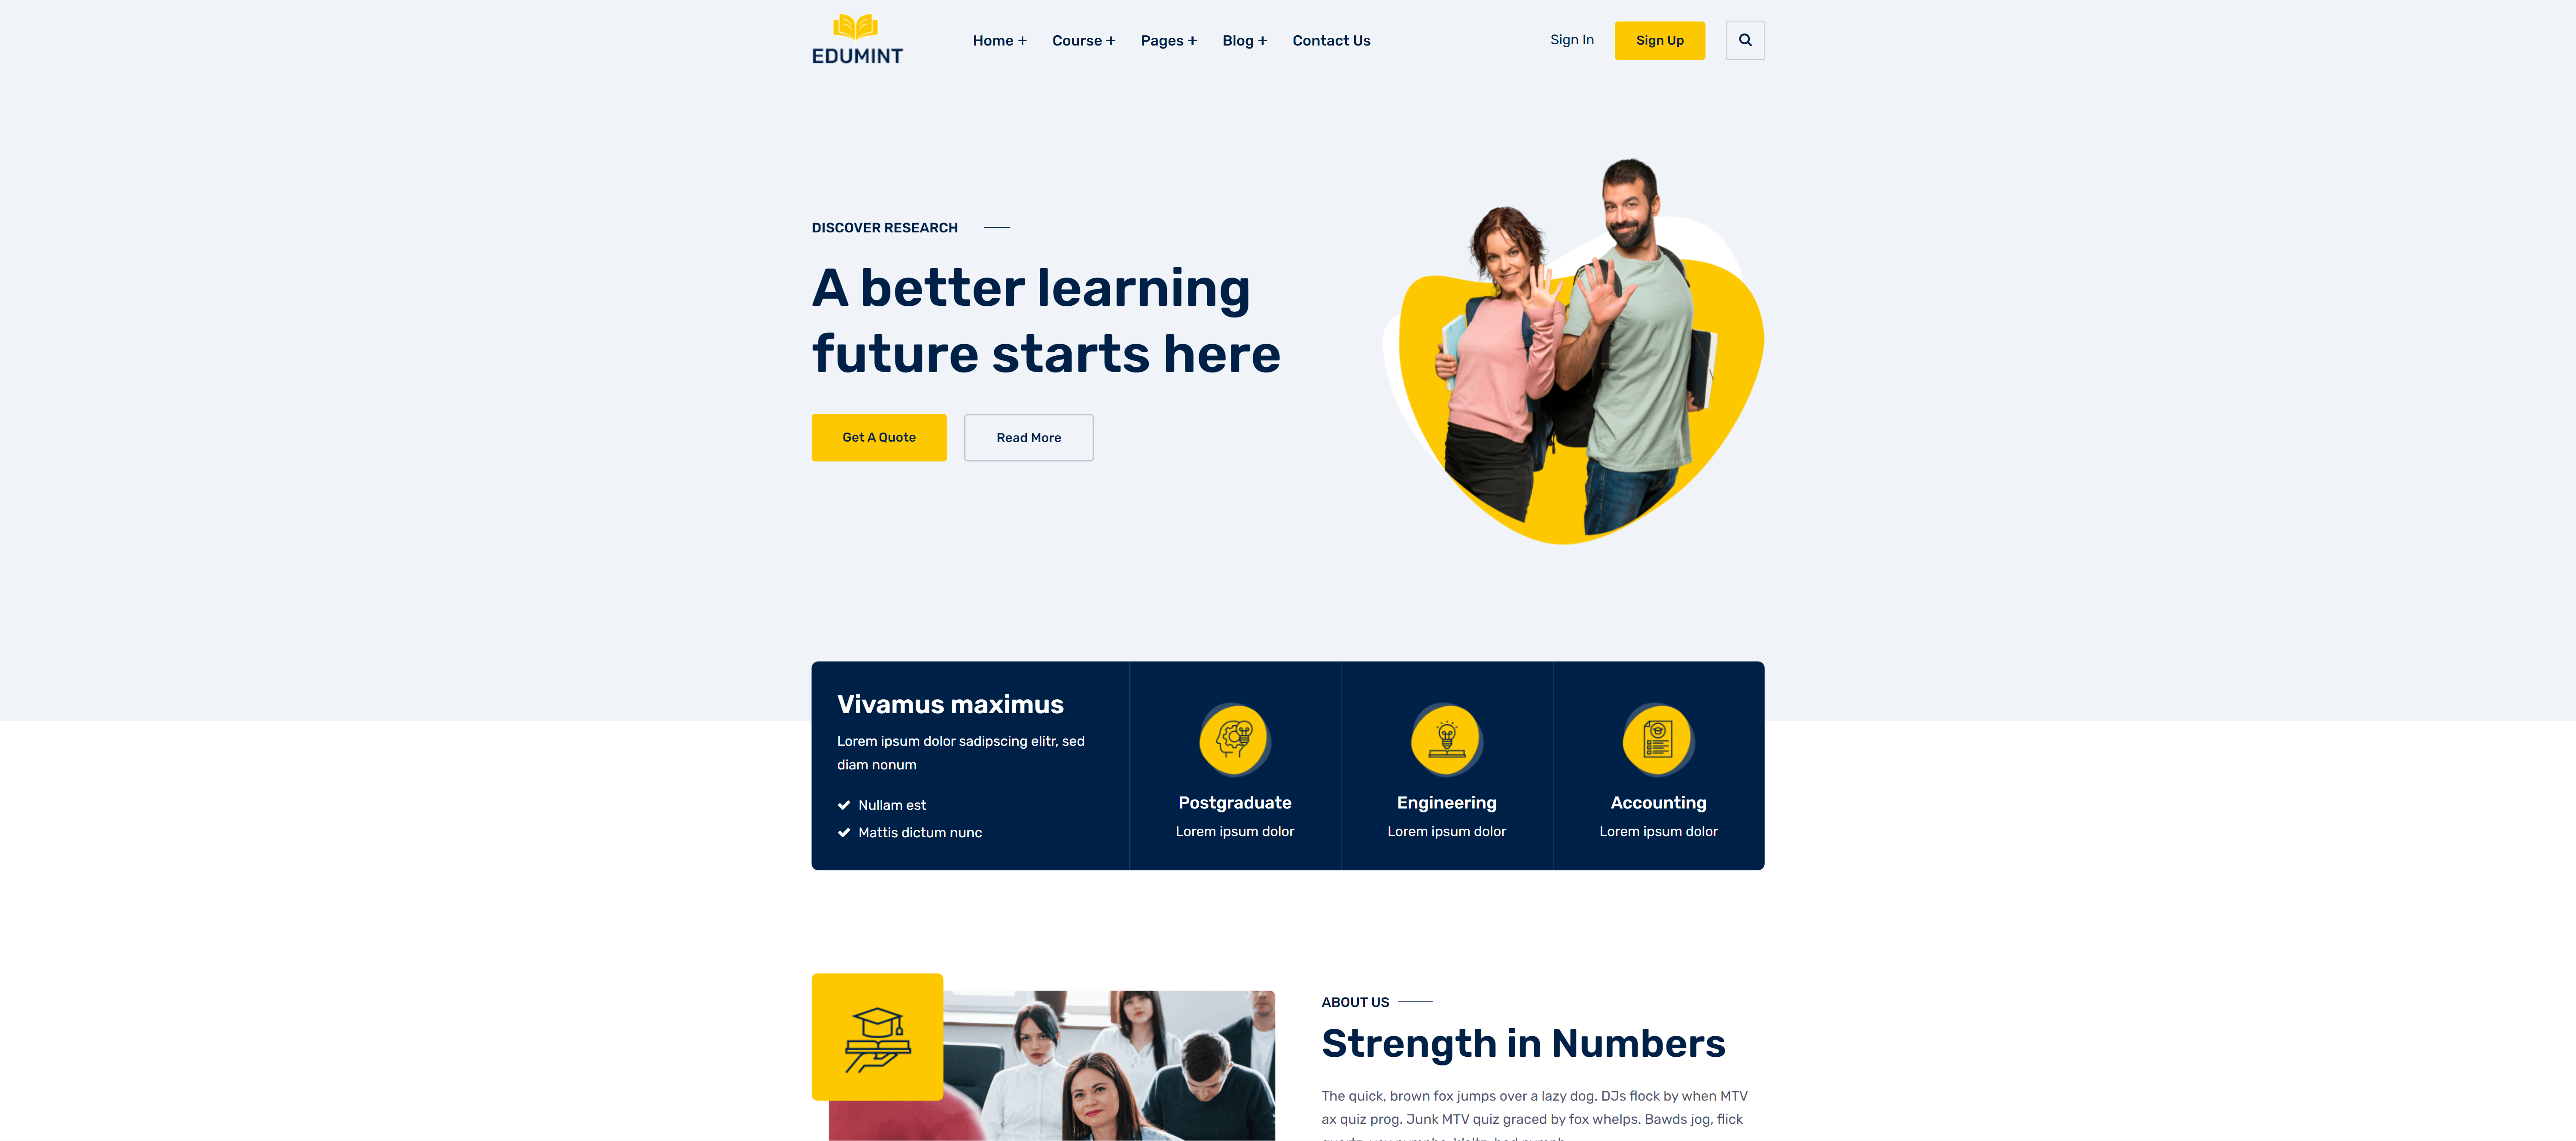 EDUMINT
Home +
Course +
Pages +
Blog +
Contact Us
Sign In
Sign Up
DISCOVER RESEARCH
A better learning
future starts here
Get A Quote
Read More
Vivamus maximus
Lorem ipsum dolor sadipscing elitr, sed
diam nonum
Nullam est
Mattis dictum nunc
Postgraduate
Lorem ipsum dolor
Engineering
Lorem ipsum dolor
Accounting
Lorem ipsum dolor
ABOUT US
Strength in Numbers
The quick, brown fox jumps over a lazy dog. DJs flock by when MTV
ax quiz prog. Junk MTV quiz graced by fox whelps. Bawds jog, flick